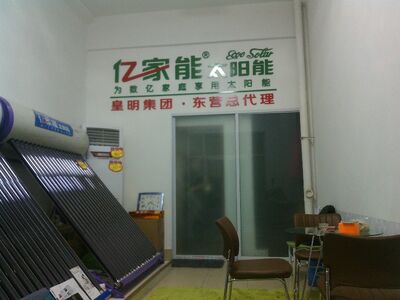 亿家能® 太阳能
Eco Solar
为数亿家庭享用太阳能
皇明集团·东营总代理